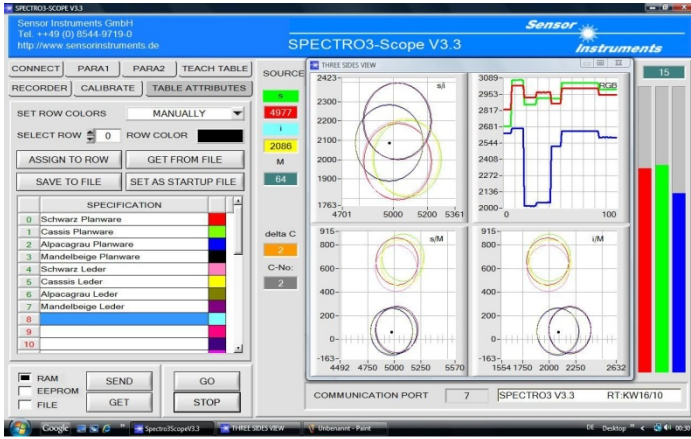 SPECTRO3-SCOPE V3.3
Sensor Instruments GmbH
Tel. ++49 (0) 8544-9719-0
http://www.sensorinstruments.de
SPECTRO3-Scope V3.3
Sensor
Instruments
CONNECT PARA1 PARA2 TEACH TABLE
RECORDER CALIBRATE TABLE ATTRIBUTES
SET ROW COLORS MANUALLY
SELECT ROW 0 ROW COLOR
ASSIGN TO ROW GET FROM FILE
SAVE TO FILE SET AS STARTUP FILE
SPECIFICATION
0 Schwarz Planware
1 Cassis Planware
2 Alpacagrau Planware
3 Mandelbeige Planware
4 Schwarz Leder
5 Casssis Leder
6 Alpacagrau Leder
7 Mandelbeige Leder
8
9
10
RAM
EEPROM
FILE
SEND GO
GET STOP
SOURCE
s
4977
i
2086
M
64
delta C
2
C-No:
2
THREE SIDES VIEW
s/i
2423-
2300-
2200-
2100-
2000-
1900-
1763-
4701 5000 5200 5361
RGB
3089-
2953-
2817-
2681-
2544-
2408-
2272-
2136-
2000-
0 100
s/M
915-
800-
600-
400-
200-
0-
-163-
4492 4750 5000 5250 5570
i/M
915-
800-
600-
400-
200-
0-
-163-
1554 1750 2000 2250 2632
15
COMMUNICATION PORT 7 SPECTRO3 V3.3 RT:KW16/10
Google Spectro3ScopeV3.3 THREE SIDES VIEW Unbenannt - Paint DE Desktop 00:30